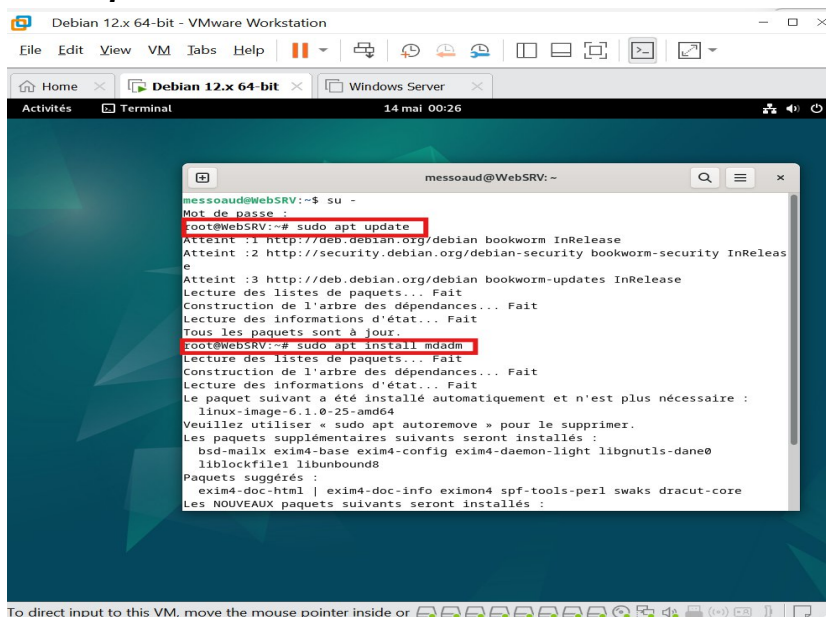 Debian 12.x 64-bit - VMware Workstation
File Edit View VM Tabs Help
Home Debian 12.x 64-bit Windows Server
Activités Terminal 14 mai 00:26
messoaud@WebSRV: ~
messoaud@WebSRV:~$ su -
Mot de passe :
root@WebSRV:~# sudo apt update
Atteint :1 http://deb.debian.org/debian bookworm InRelease
Atteint :2 http://security.debian.org/debian-security bookworm-security InReleas
e
Atteint :3 http://deb.debian.org/debian bookworm-updates InRelease
Lecture des listes de paquets... Fait
Construction de l'arbre des dépendances... Fait
Lecture des informations d'état... Fait
Tous les paquets sont à jour.
root@WebSRV:~# sudo apt install mdadm
Lecture des listes de paquets... Fait
Construction de l'arbre des dépendances... Fait
Lecture des informations d'état... Fait
Le paquet suivant a été installé automatiquement et n'est plus nécessaire :
linux-image-6.1.0-25-amd64
Veuillez utiliser « sudo apt autoremove » pour le supprimer.
Les paquets supplémentaires suivants seront installés :
bsd-mailx exim4-base exim4-config exim4-daemon-light libgnutls-dane0
liblockfile1 libunbound8
Paquets suggérés :
exim4-doc-html | exim4-doc-info eximon4 spf-tools-perl swaks dracut-core
Les NOUVEAUX paquets suivants seront installés :
To direct input to this VM, move the mouse pointer inside or